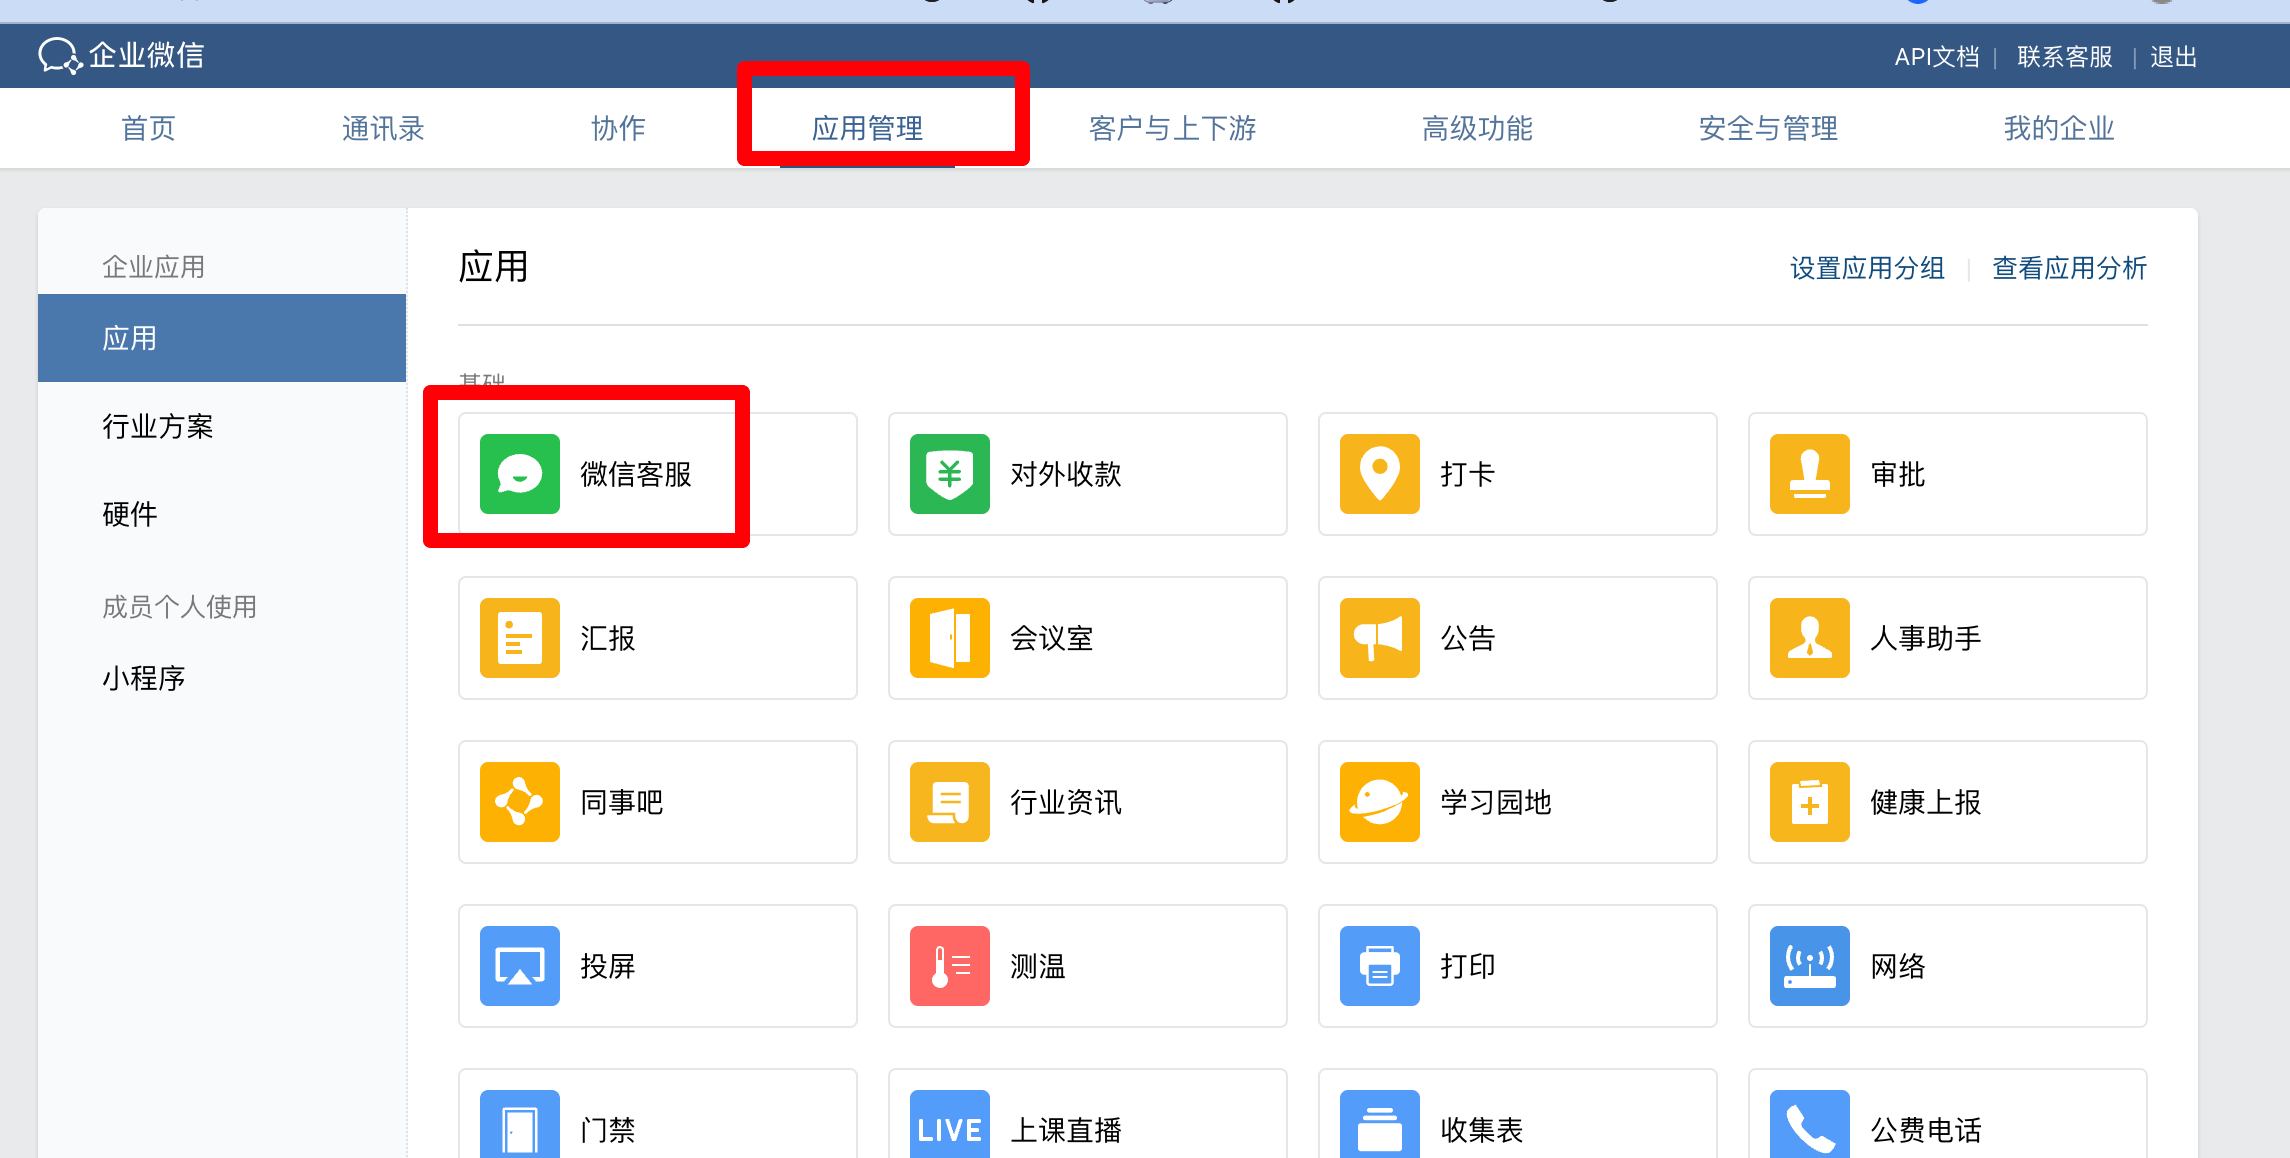 企业微信
API文档 | 联系客服 | 退出
首页 通讯录 协作 应用管理 客户与上下游 高级功能 安全与管理 我的企业
企业应用
应用
行业方案
硬件
成员个人使用
小程序
应用
设置应用分组 | 查看应用分析
基础
微信客服 对外收款 打卡 审批
汇报 会议室 公告 人事助手
同事吧 行业资讯 学习园地 健康上报
投屏 测温 打印 网络
门禁 LIVE 上课直播 收集表 公费电话